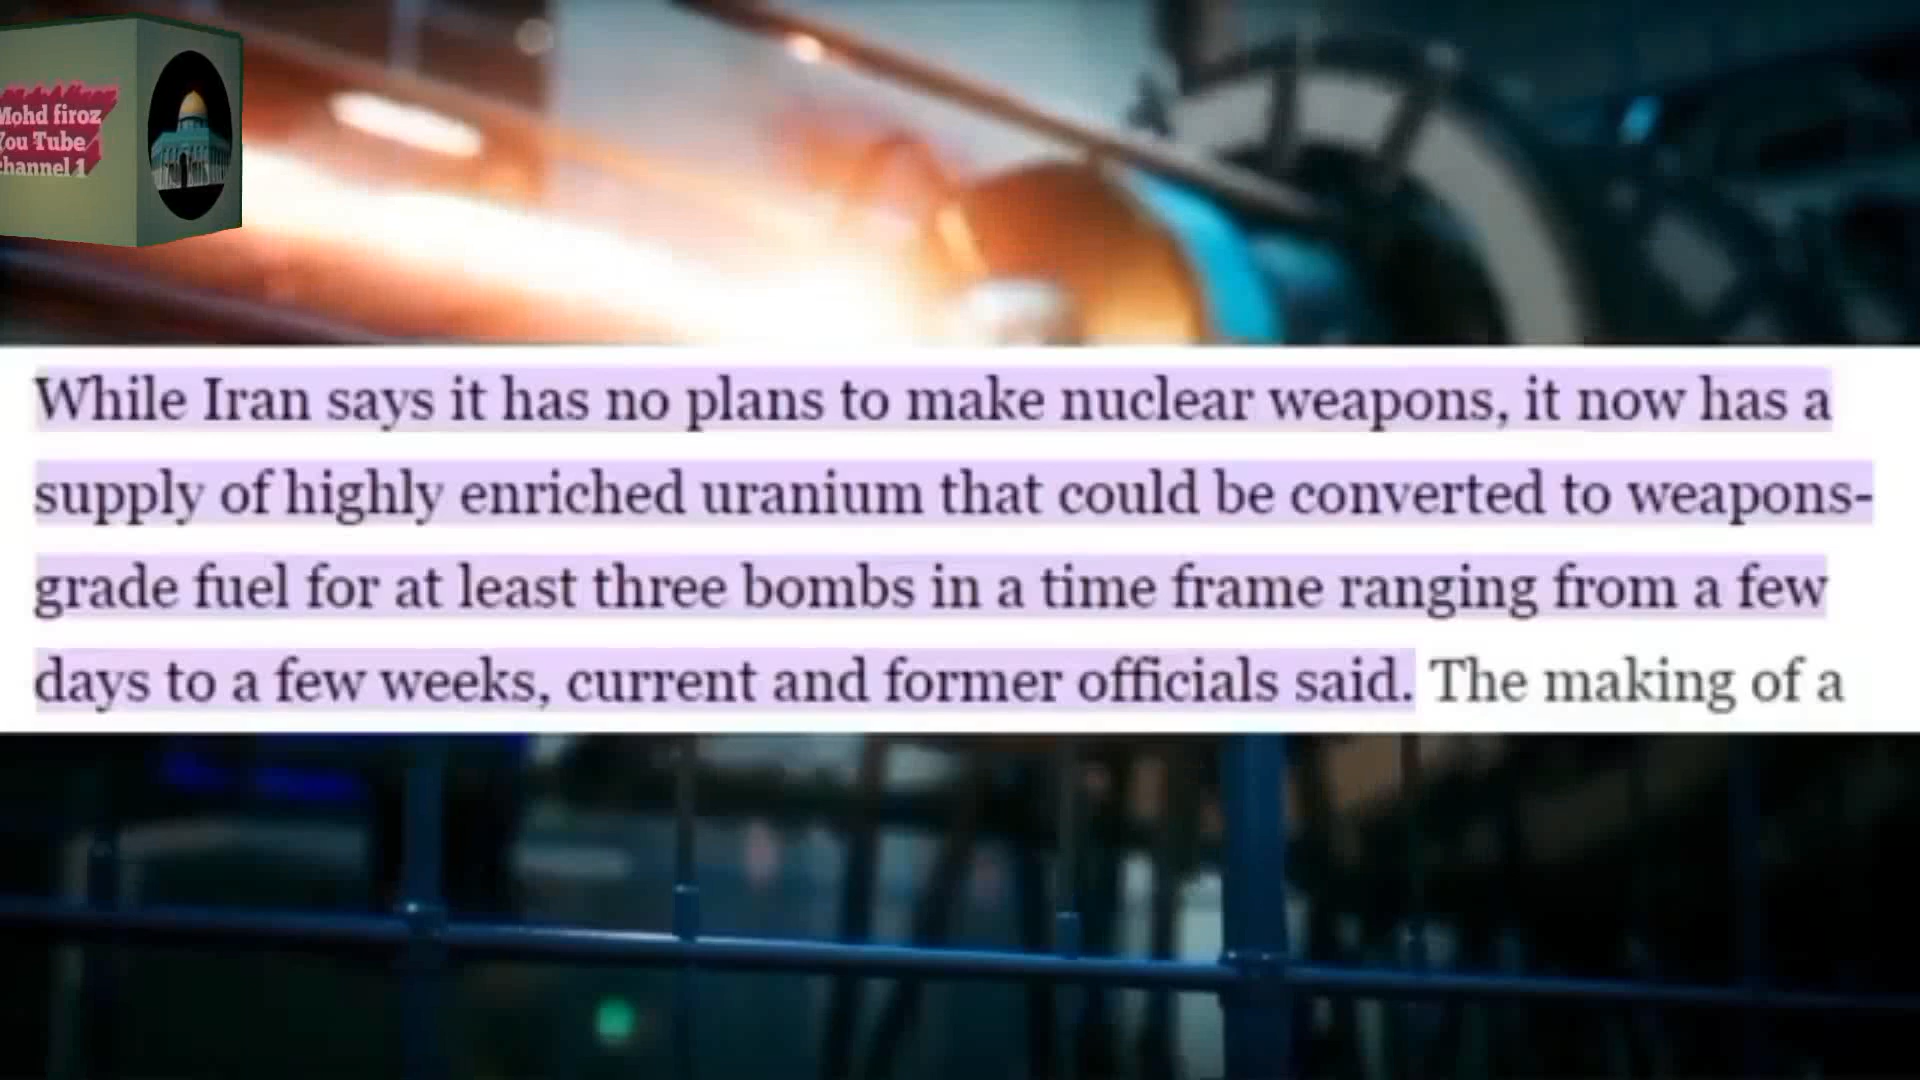 Mohd firoz
You Tube
channel 1
While Iran says it has no plans to make nuclear weapons, it now has a
supply of highly enriched uranium that could be converted to weapons-
grade fuel for at least three bombs in a time frame ranging from a few
days to a few weeks, current and former officials said. The making of a